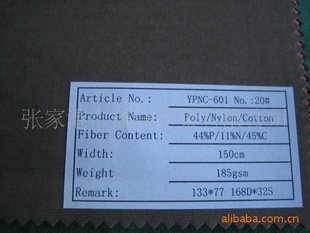 Article No.: YPNC-601 No.:20#
Product Name: Poly/Nylon/Cotton
Fiber Content: 44%P/11%N/45%C
Width: 150cm
Weight 185gsm
Remark: 133*77 168D*32S
张家
alibaba.com.cn